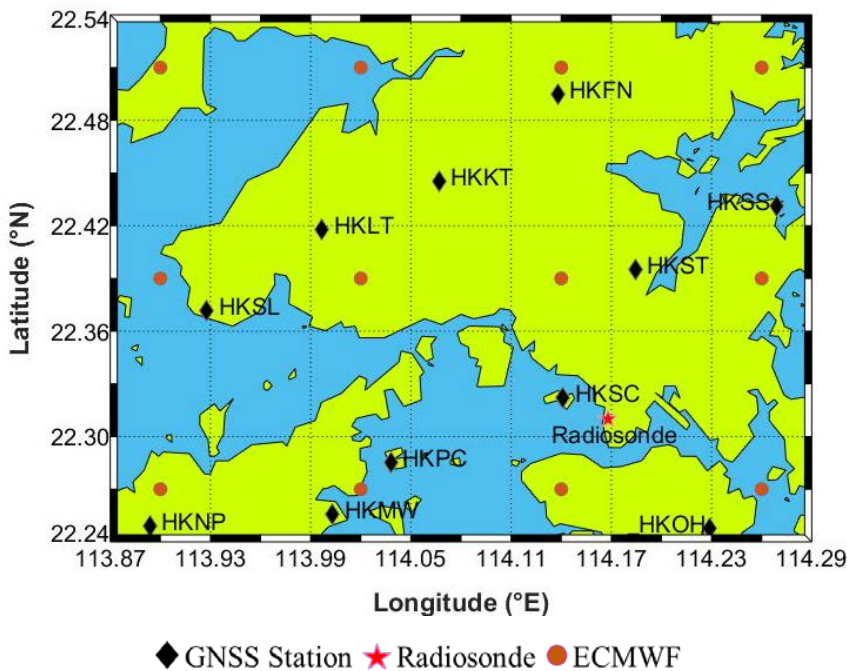 22.54
HKFN
22.48
HKKT
HKSS
22.42
HKLT
HKST
Latitude (°N)
HKSL
22.36
HKSC
22.30
Radiosonde
HKPC
HKMW
HKNP
HKOH
22.24
113.87 113.93 113.99 114.05 114.11 114.17 114.23 114.29
Longitude (°E)
GNSS Station Radiosonde ECMWF